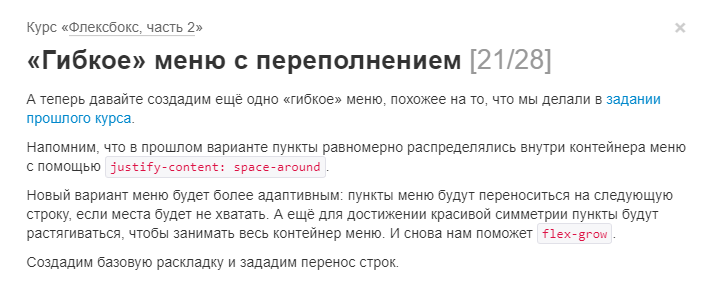 Курс «Флексбокс, часть 2»
×
«Гибкое» меню с переполнением [21/28]
А теперь давайте создадим ещё одно «гибкое» меню, похожее на то, что мы делали в задании
прошлого курса.
Напомним, что в прошлом варианте пункты равномерно распределялись внутри контейнера меню
с помощью justify-content: space-around.
Новый вариант меню будет более адаптивным: пункты меню будут переноситься на следующую
строку, если места будет не хватать. А ещё для достижении красивой симметрии пункты будут
растягиваться, чтобы занимать весь контейнер меню. И снова нам поможет flex-grow.
Создадим базовую раскладку и зададим перенос строк.